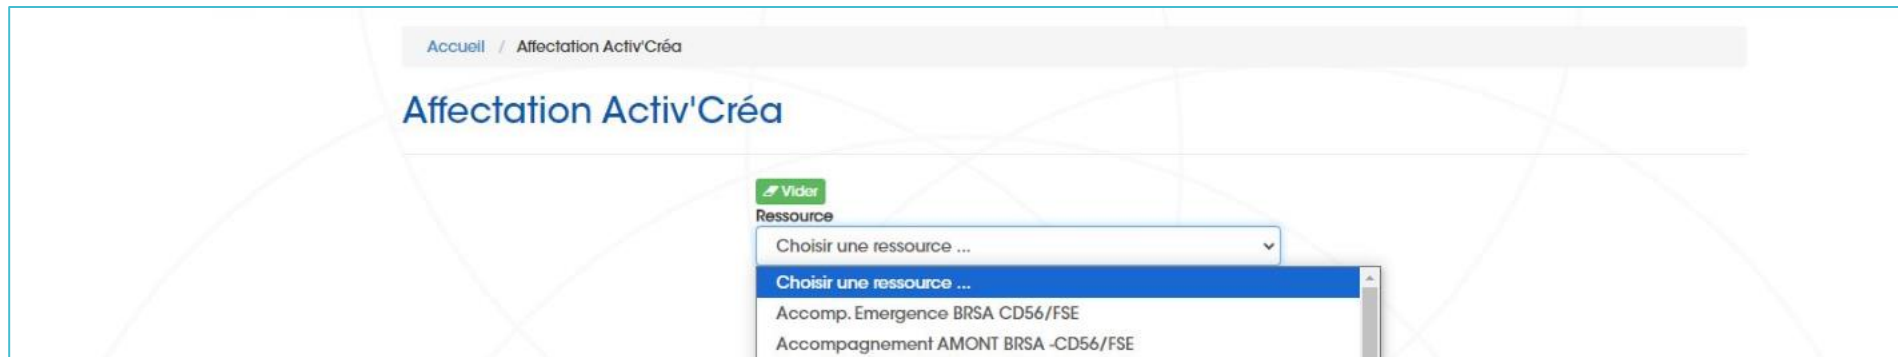 Accueil / Affectation Activ'Créa
Affectation Activ'Créa
Vider
Ressource
Choisir une ressource ...
Choisir une ressource ...
Accomp. Emergence BRSA CD56/FSE
Accompagnement AMONT BRSA -CD56/FSE